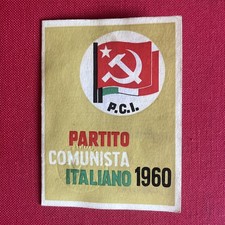 P.C.I.
PARTITO
COMUNISTA
ITALIANO 1960